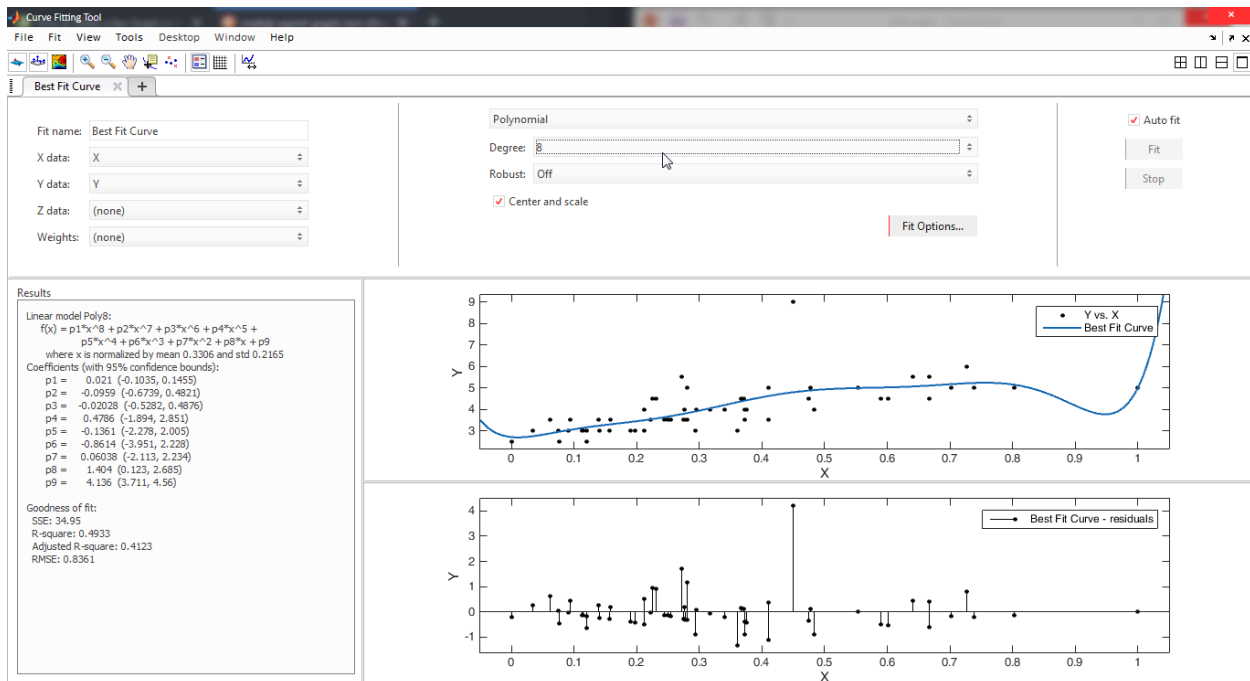 Curve Fitting Tool
File Fit View Tools Desktop Window Help
Best Fit Curve
Fit name: Best Fit Curve
X data: X
Y data: Y
Z data: (none)
Weights: (none)
Polynomial
Degree: 8
Robust: Off
Center and scale
Fit Options...
Auto fit
Fit
Stop
Results
Linear model Poly8:
f(x) = p1*x^8 + p2*x^7 + p3*x^6 + p4*x^5 +
p5*x^4 + p6*x^3 + p7*x^2 + p8*x + p9
where x is normalized by mean 0.3306 and std 0.2165
Coefficients (with 95% confidence bounds):
p1 = 0.021 (-0.1035, 0.1455)
p2 = -0.0959 (-0.6739, 0.4821)
p3 = -0.02028 (-0.5282, 0.4876)
p4 = 0.4786 (-1.894, 2.851)
p5 = -0.1361 (-2.278, 2.005)
p6 = -0.8614 (-3.951, 2.228)
p7 = 0.06038 (-2.113, 2.234)
p8 = 1.404 (0.123, 2.685)
p9 = 4.136 (3.711, 4.56)
Goodness of fit:
SSE: 34.95
R-square: 0.4933
Adjusted R-square: 0.4123
RMSE: 0.8361
9
8
7
6
5
4
3
Y
Y vs. X
Best Fit Curve
0 0.1 0.2 0.3 0.4 0.5 0.6 0.7 0.8 0.9 1
X
4
3
2
1
0
-1
Y
Best Fit Curve - residuals
0 0.1 0.2 0.3 0.4 0.5 0.6 0.7 0.8 0.9 1
X